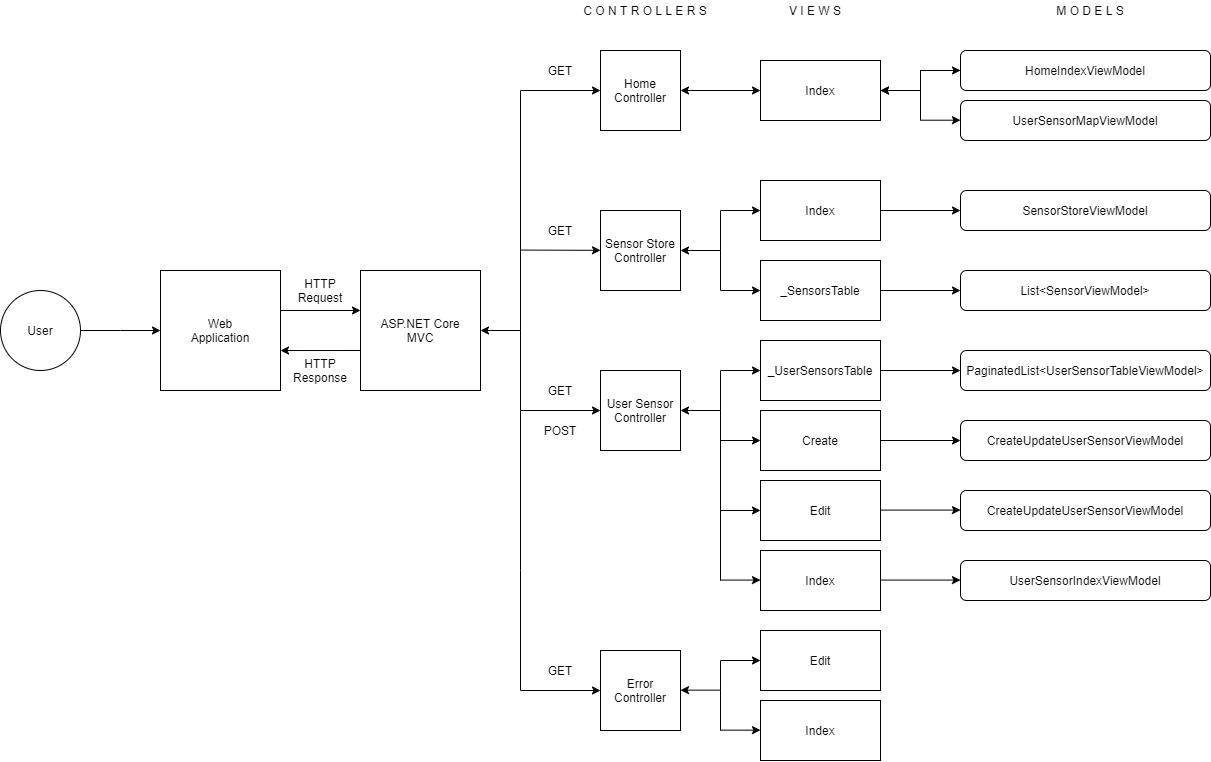 CONTROLLERS
VIEWS
MODELS
GET
Home
Controller
Index
HomeIndexViewModel
UserSensorMapViewModel
GET
Sensor Store
Controller
Index
SensorStoreViewModel
_SensorsTable
List<SensorViewModel>
User
Web
Application
HTTP
Request
HTTP
Response
ASP.NET Core
MVC
GET
POST
User Sensor
Controller
_UserSensorsTable
PaginatedList<UserSensorTableViewModel>
Create
CreateUpdateUserSensorViewModel
Edit
CreateUpdateUserSensorViewModel
Index
UserSensorIndexViewModel
GET
Error
Controller
Edit
Index